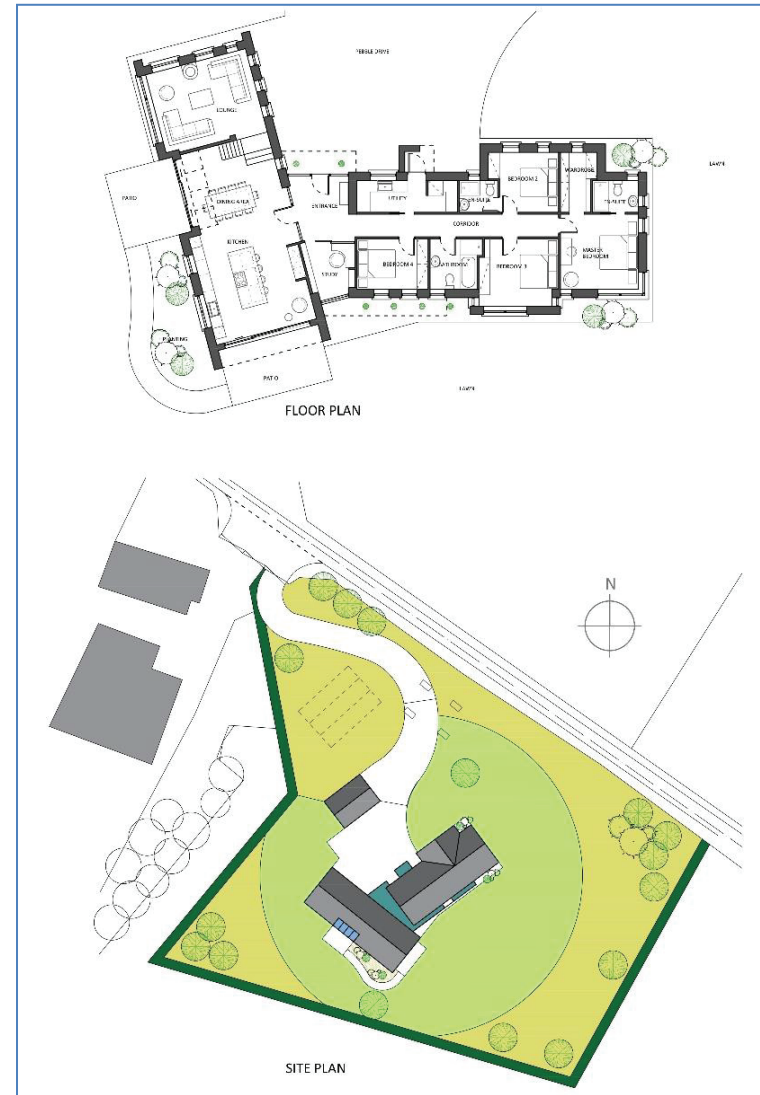 PEBBLE DRIVE
LOUNGE
BEDROOM 2
WARDROBE
LAWN
PATIO
DINING AREA
ENTRANCE
UTILITY
EN-SUITE
EN-SUITE
CORRIDOR
KITCHEN
STUDY
BEDROOM 4
BATHROOM
BEDROOM 3
MASTER
BEDROOM
PLANTING
PATIO
LAWN
FLOOR PLAN
N
SITE PLAN